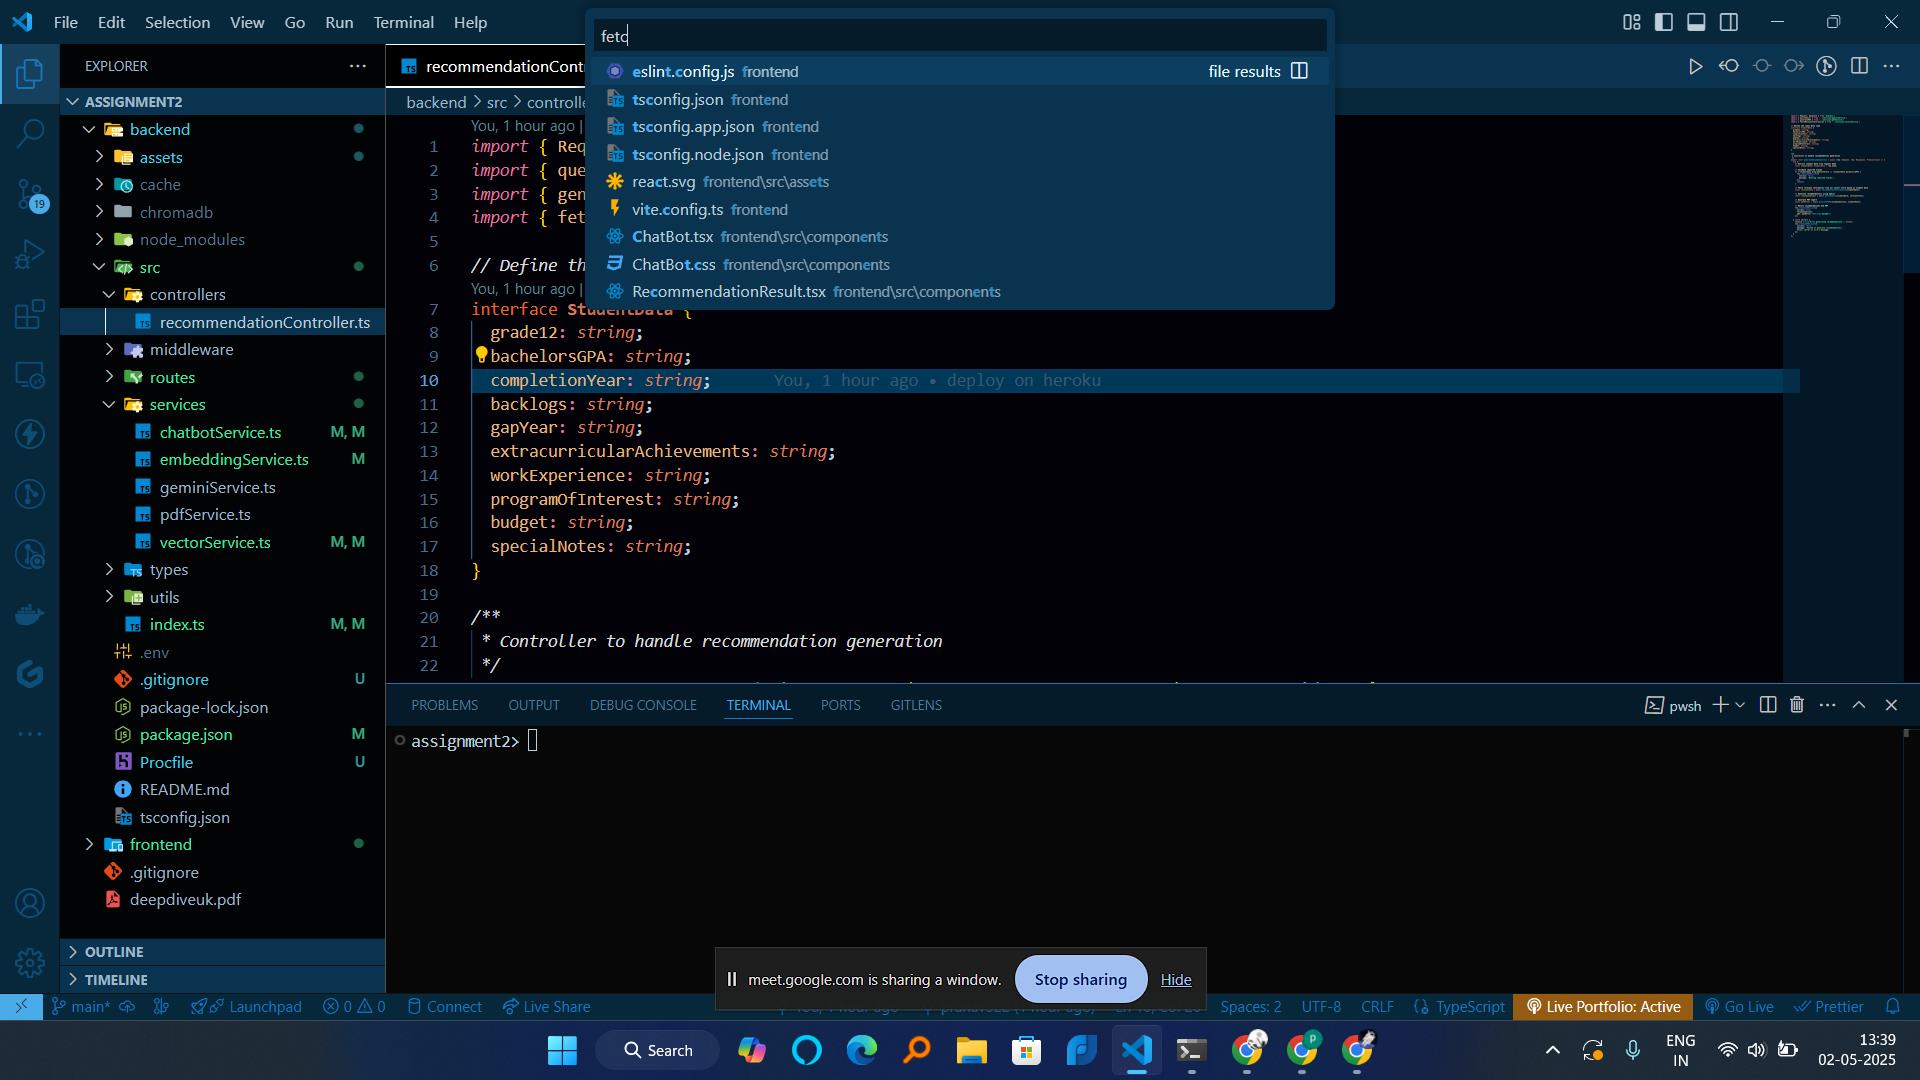 File Edit Selection View Go Run Terminal Help
fetc
eslint.config.js frontend file results
tsconfig.json frontend
tsconfig.app.json frontend
tsconfig.node.json frontend
react.svg frontend\src\assets
vite.config.ts frontend
ChatBot.tsx frontend\src\components
ChatBot.css frontend\src\components
RecommendationResult.tsx frontend\src\components
EXPLORER
ASSIGNMENT2
backend
assets
cache
chromadb
node_modules
src
controllers
recommendationController.ts
middleware
routes
services
chatbotService.ts M, M
embeddingService.ts M
geminiService.ts
pdfService.ts
vectorService.ts M, M
types
utils
index.ts M, M
.env
.gitignore U
package-lock.json
package.json M
Procfile U
README.md
tsconfig.json
frontend
.gitignore
deepdiveuk.pdf
OUTLINE
TIMELINE
19
recommendationCont
backend > src > controlle
You, 1 hour ago |
1 import { Req
2 import { que
3 import { gen
4 import { fet
5
6 // Define th
You, 1 hour ago |
7 interface StudentData {
8 grade12: string;
9 bachelorsGPA: string;
10 completionYear: string; You, 1 hour ago • deploy on heroku
11 backlogs: string;
12 gapYear: string;
13 extracurricularAchievements: string;
14 workExperience: string;
15 programOfInterest: string;
16 budget: string;
17 specialNotes: string;
18 }
19
20 /**
21 * Controller to handle recommendation generation
22 */
PROBLEMS OUTPUT DEBUG CONSOLE TERMINAL PORTS GITLENS
pwsh
assignment2>
meet.google.com is sharing a window. Stop sharing Hide
main* Launchpad 0 0 Connect Live Share Spaces: 2 UTF-8 CRLF {} TypeScript Live Portfolio: Active Go Live Prettier
Search
ENG
IN
13:39
02-05-2025